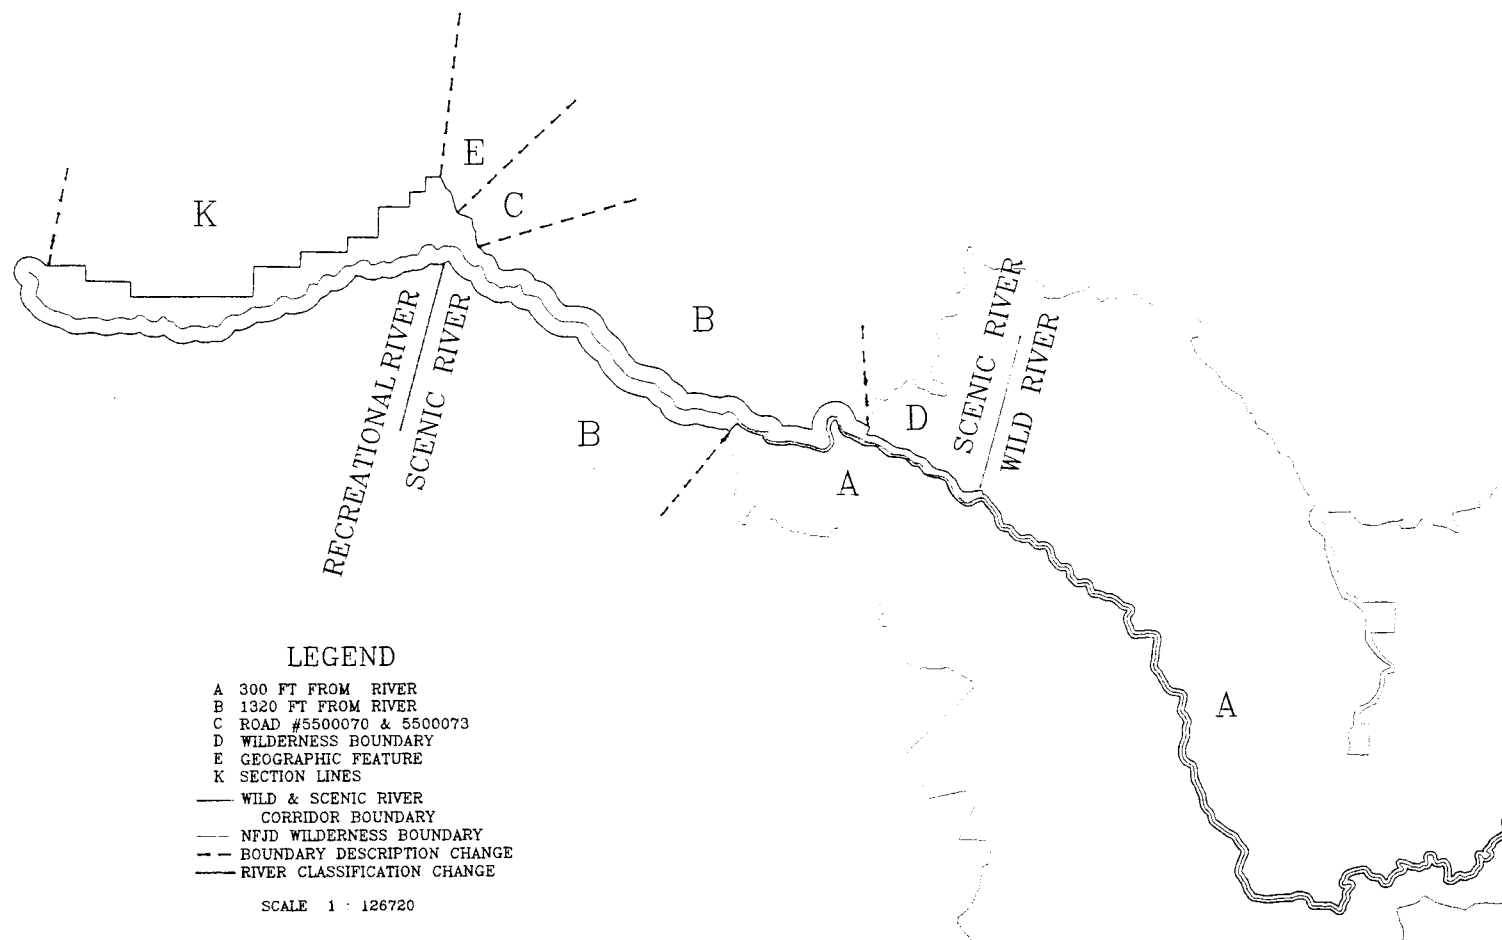 E
K
C
B
B
D
A
A
RECREATIONAL RIVER
SCENIC RIVER
SCENIC RIVER
WILD RIVER
LEGEND
A 300 FT FROM RIVER
B 1320 FT FROM RIVER
C ROAD #5500070 & 5500073
D WILDERNESS BOUNDARY
E GEOGRAPHIC FEATURE
K SECTION LINES
WILD & SCENIC RIVER
CORRIDOR BOUNDARY
NFJD WILDERNESS BOUNDARY
BOUNDARY DESCRIPTION CHANGE
RIVER CLASSIFICATION CHANGE
SCALE 1 : 126720